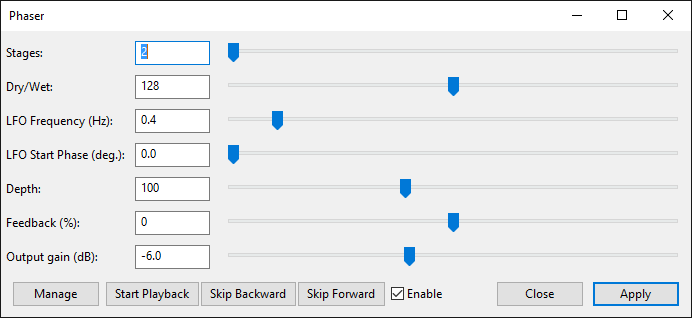 Phaser
Stages: 2
Dry/Wet: 128
LFO Frequency (Hz): 0.4
LFO Start Phase (deg.): 0.0
Depth: 100
Feedback (%): 0
Output gain (dB): -6.0
Manage Start Playback Skip Backward Skip Forward Enable Close Apply